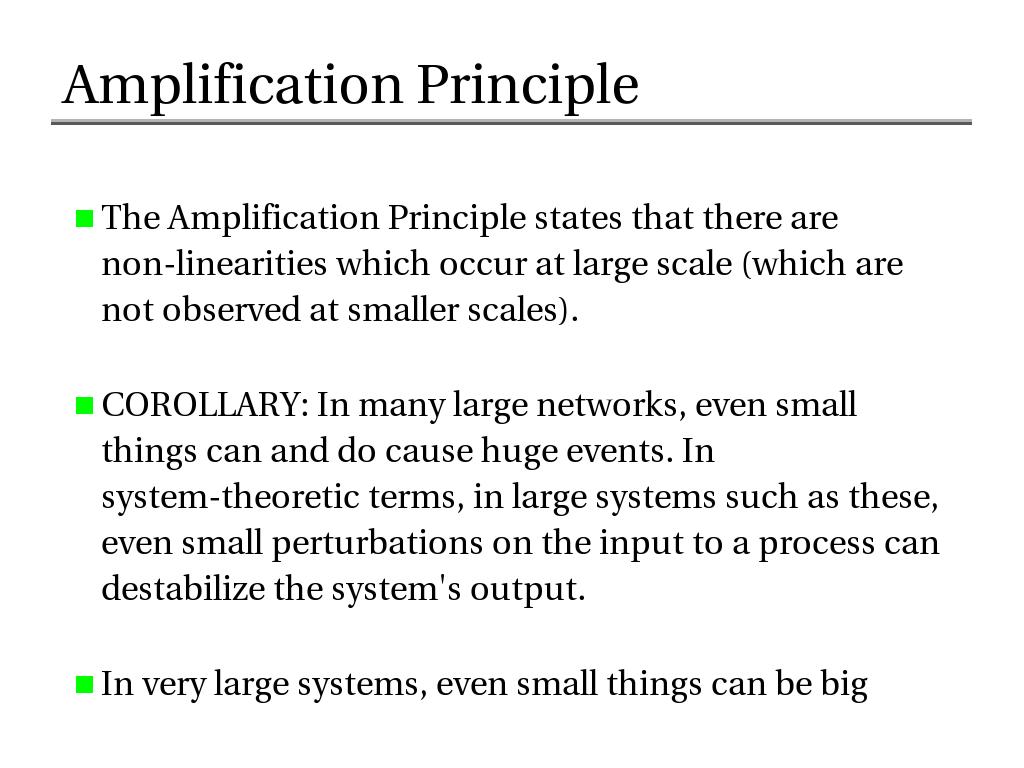 Amplification Principle
The Amplification Principle states that there are
non-linearities which occur at large scale (which are
not observed at smaller scales).
COROLLARY: In many large networks, even small
things can and do cause huge events. In
system-theoretic terms, in large systems such as these,
even small perturbations on the input to a process can
destabilize the system's output.
In very large systems, even small things can be big